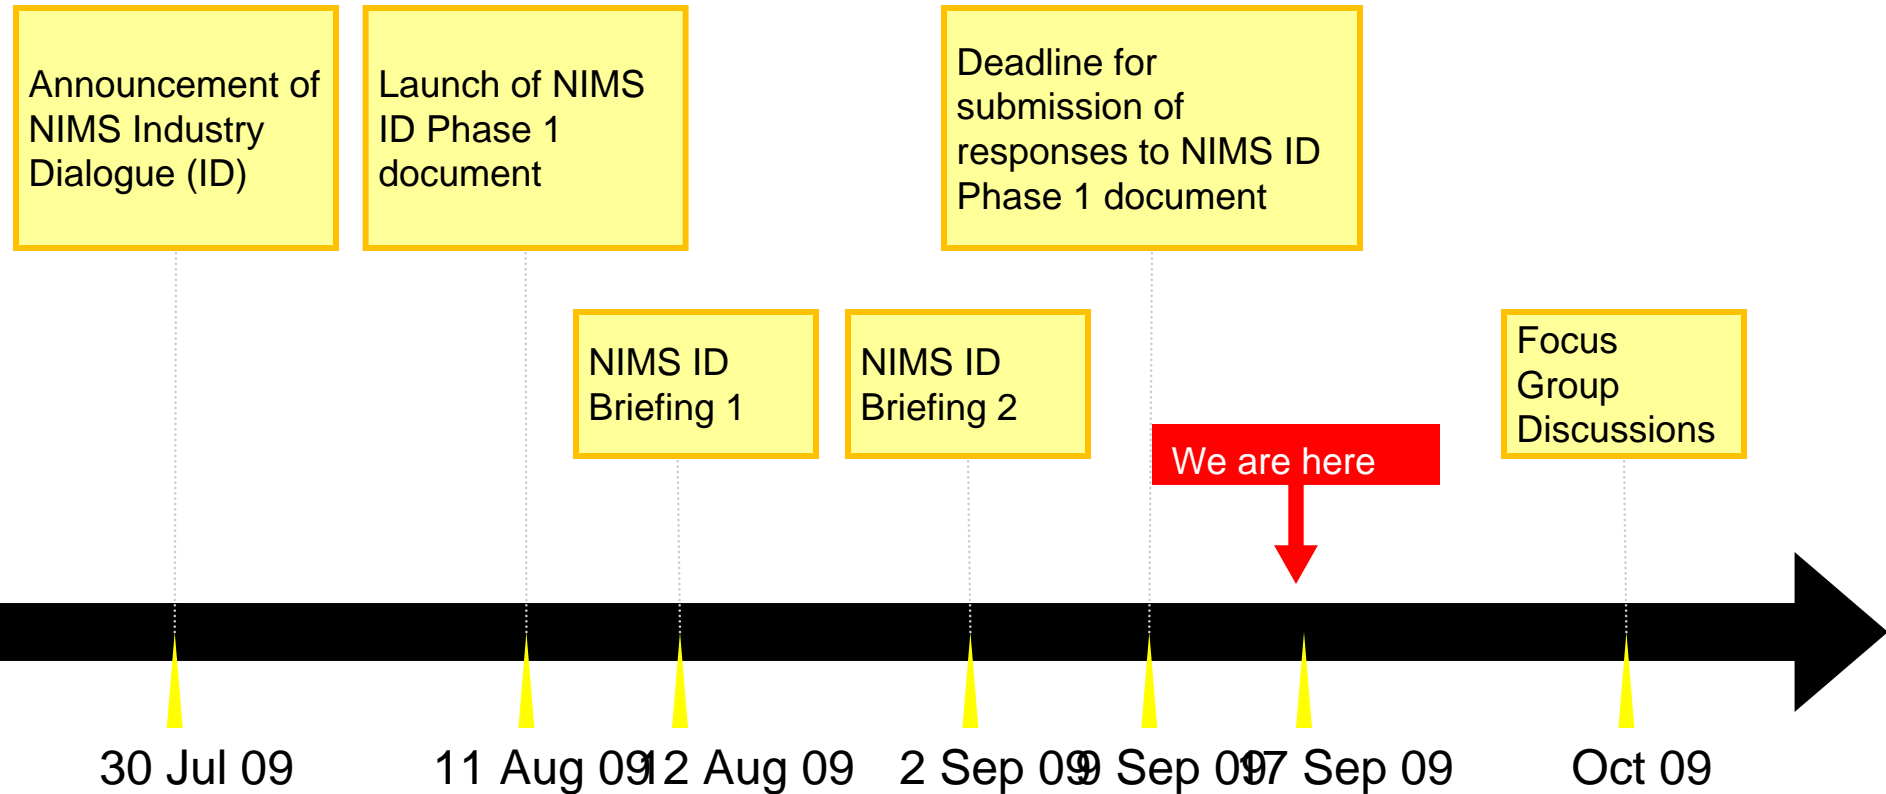 Announcement of
NIMS Industry
Dialogue (ID)
Launch of NIMS
ID Phase 1
document
Deadline for
submission of
responses to NIMS ID
Phase 1 document
NIMS ID
Briefing 1
NIMS ID
Briefing 2
Focus
Group
Discussions
We are here
30 Jul 09
11 Aug 09
12 Aug 09
2 Sep 09
9 Sep 09
17 Sep 09
Oct 09